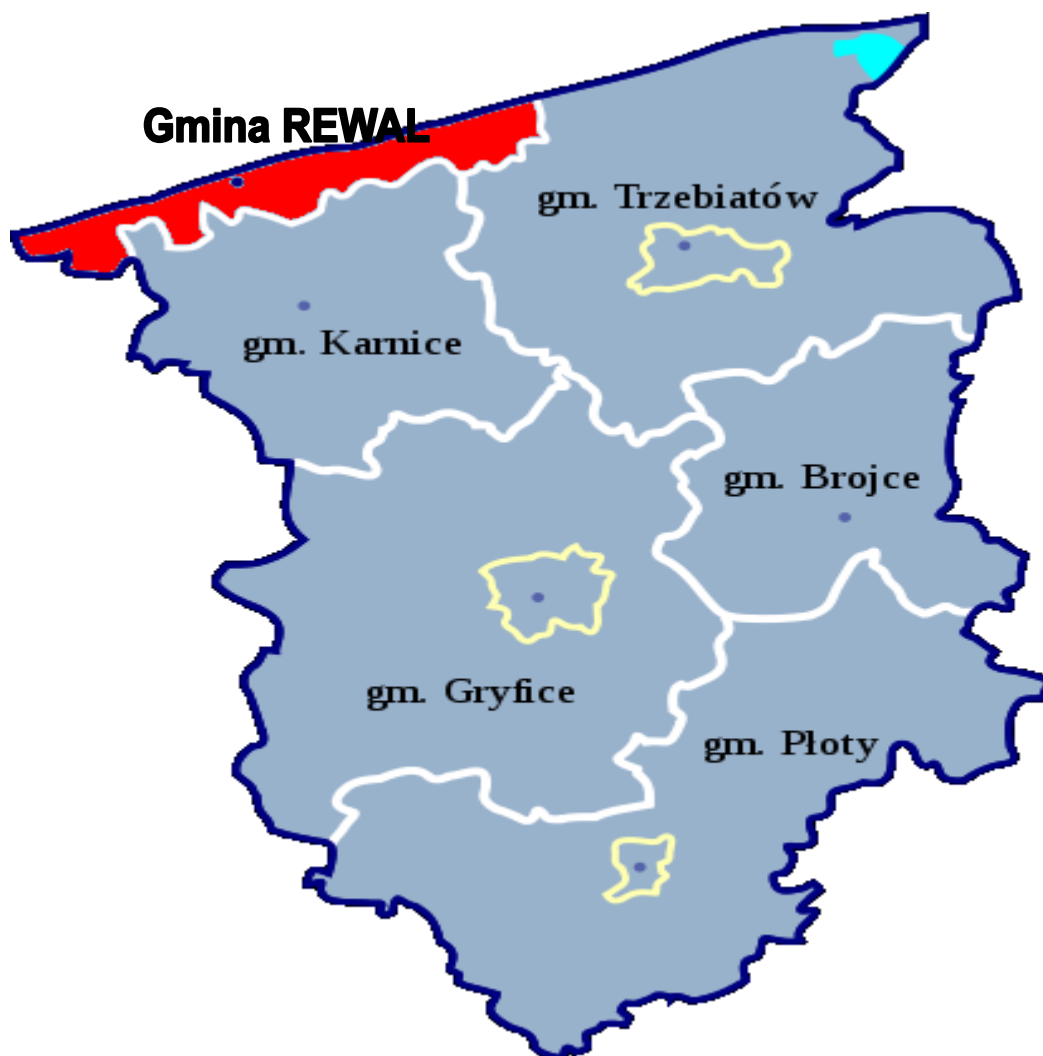 Gmina REWAL
gm. Trzebiatów
gm. Karnice
gm. Brojce
gm. Gryfice
gm. Płoty